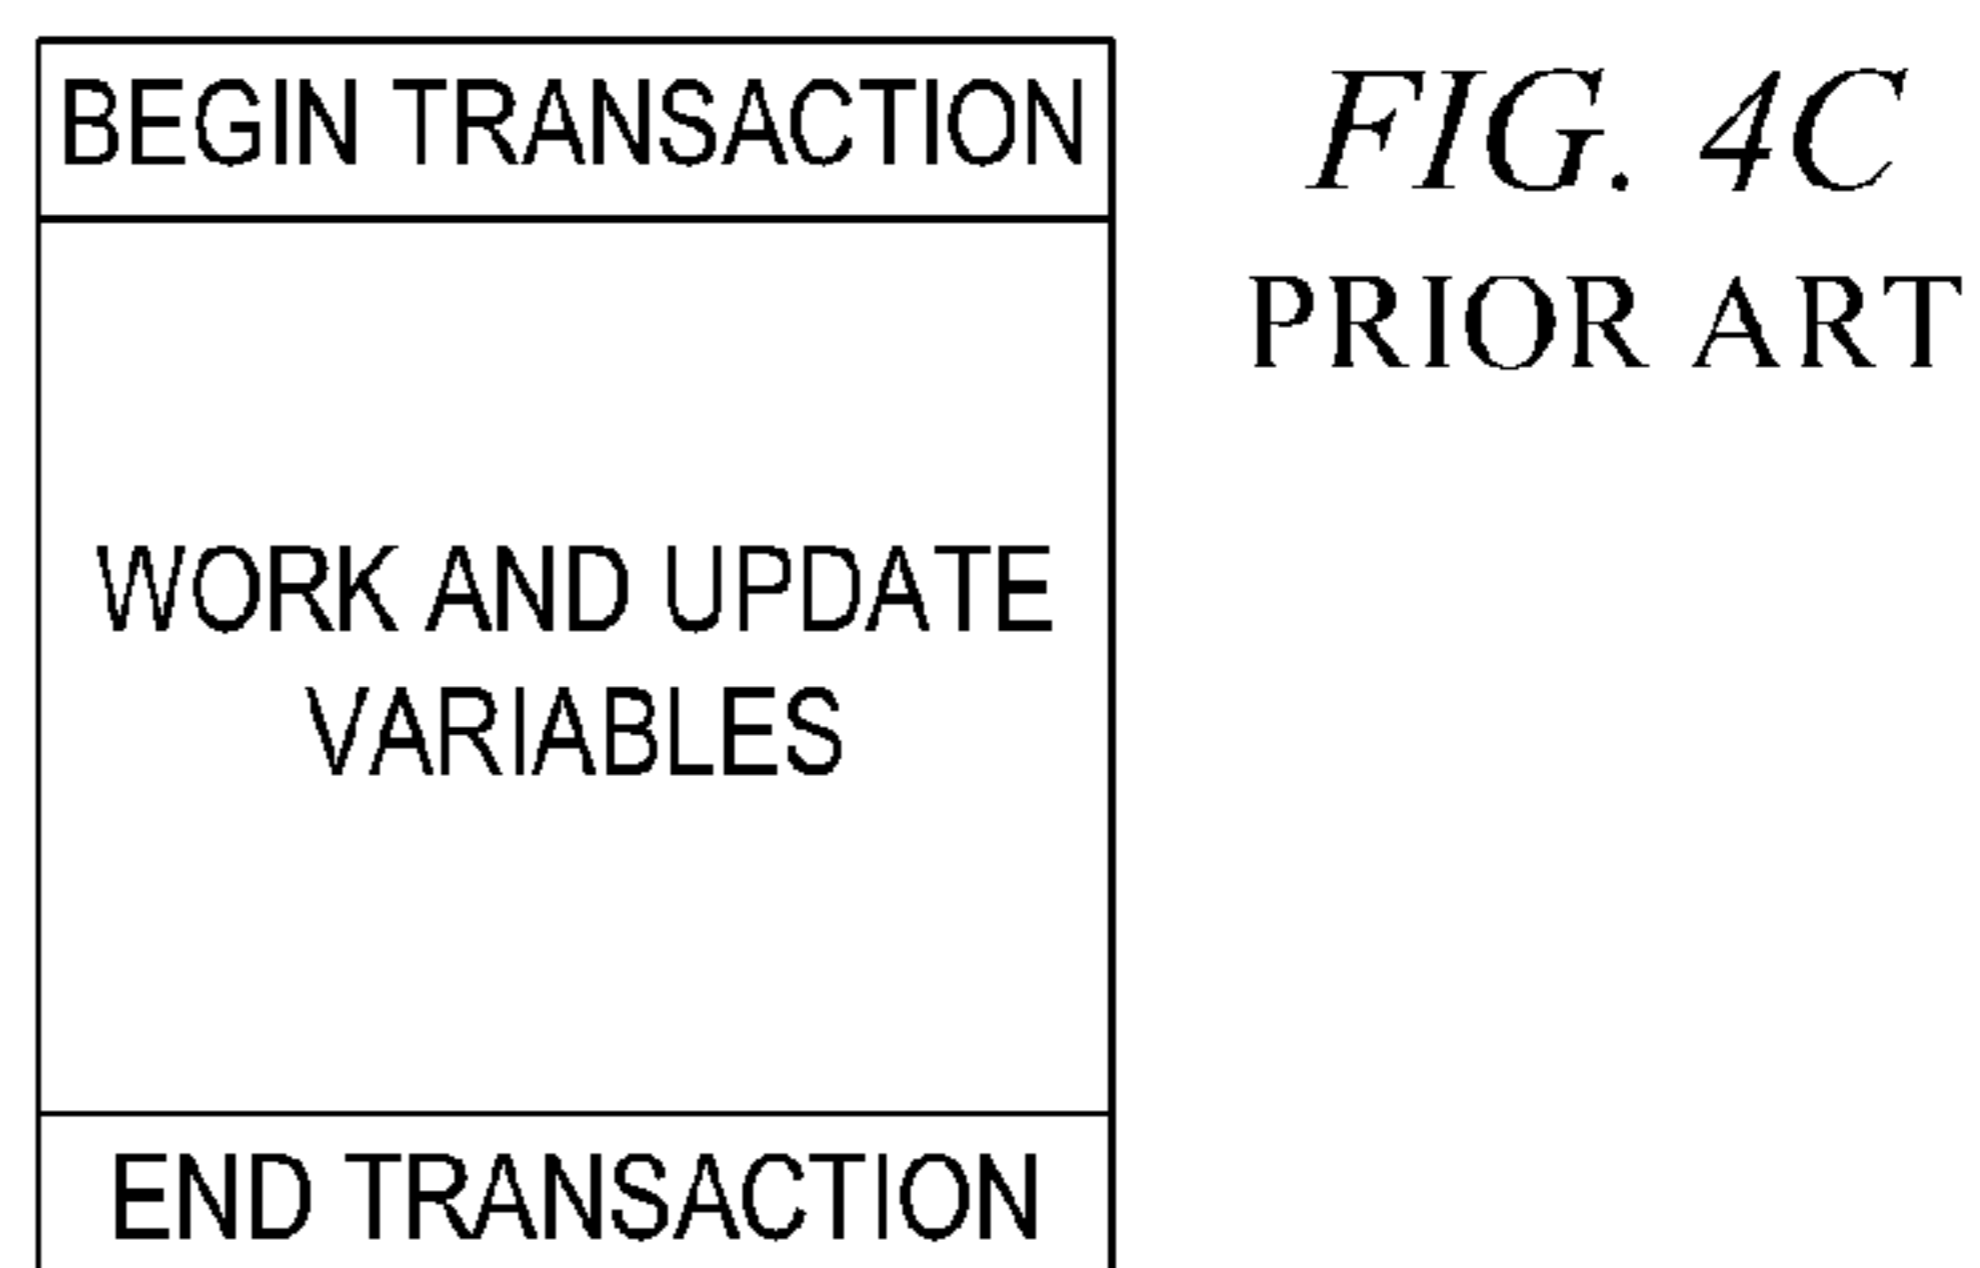 BEGIN TRANSACTION
FIG. 4C
PRIOR ART
WORK AND UPDATE
VARIABLES
END TRANSACTION